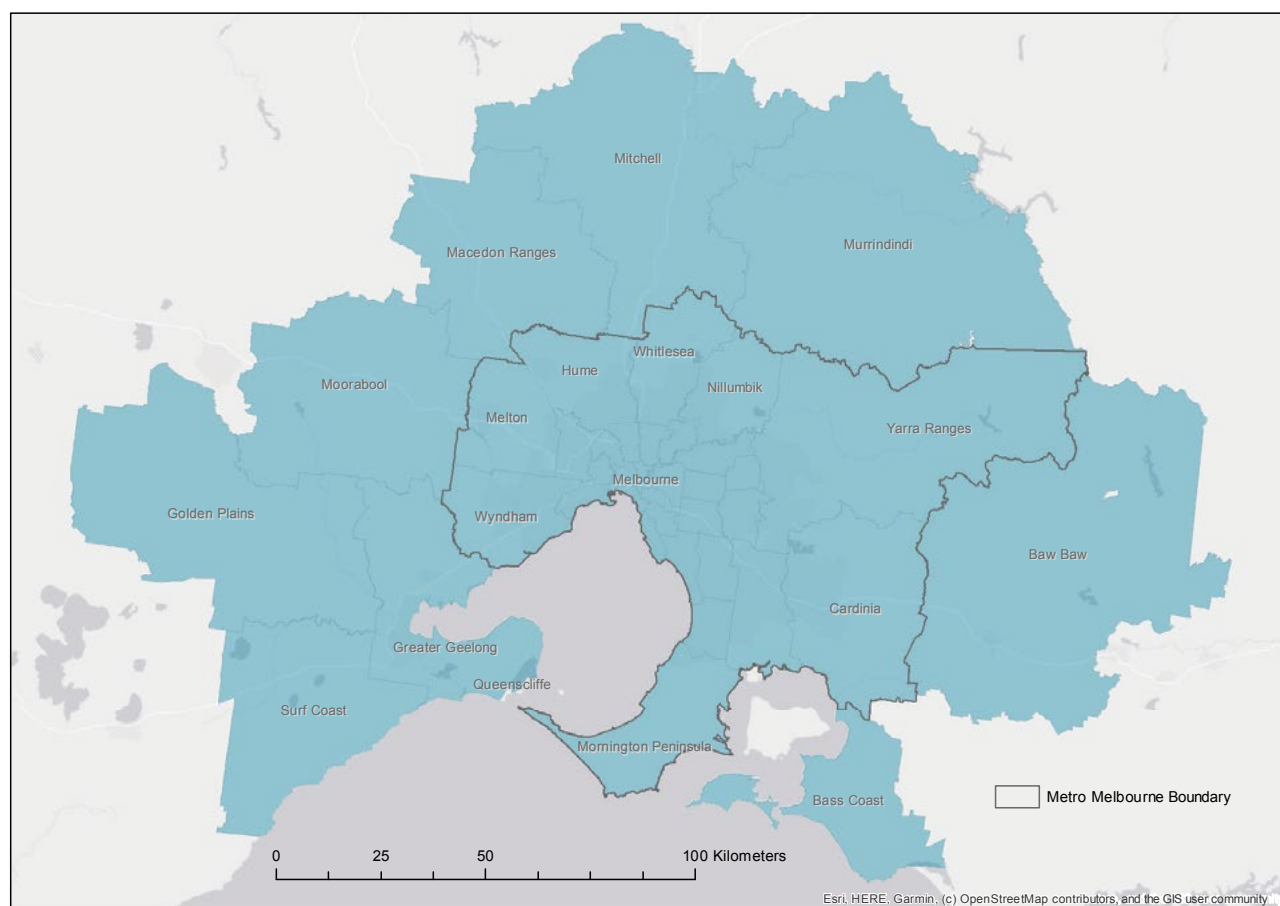 Mitchell
Murrindindi
Macedon Ranges
Whitlesea
Hume
Moorabool
Nillumbik
Melton
Yarra Ranges
Melbourne
Golden Plains
Wyndham
Baw Baw
Cardinia
Greater Geelong
Queenscliffe
Surf Coast
Mornington Peninsula
Bass Coast
Metro Melbourne Boundary
0 25 50 100 Kilometers
Esri, HERE, Garmin, (c) OpenStreetMap contributors, and the GIS user community